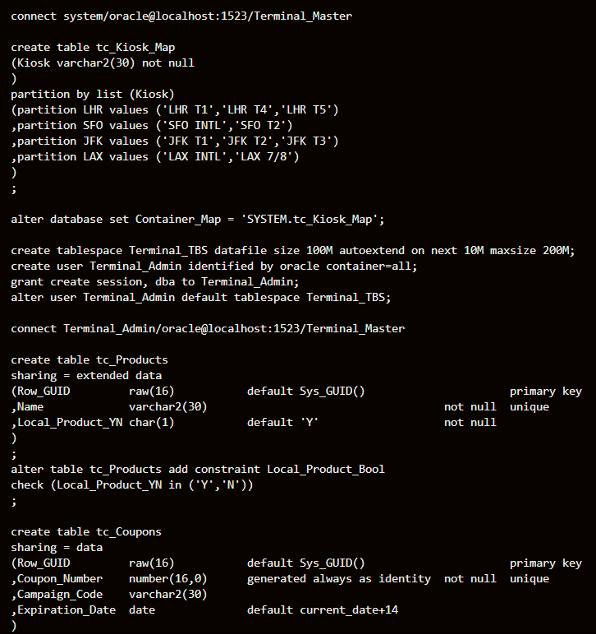 connect system/oracle@localhost:1523/Terminal_Master
create table tc_Kiosk_Map
(Kiosk varchar2(30) not null
)
partition by list (Kiosk)
(partition LHR values ('LHR T1','LHR T4','LHR T5')
,partition SFO values ('SFO INTL','SFO T2')
,partition JFK values ('JFK T1','JFK T2','JFK T3')
,partition LAX values ('LAX INTL','LAX 7/8')
)
;
alter database set Container_Map = 'SYSTEM.tc_Kiosk_Map';
create tablespace Terminal_TBS datafile size 100M autoextend on next 10M maxsize 200M;
create user Terminal_Admin identified by oracle container=all;
grant create session, dba to Terminal_Admin;
alter user Terminal_Admin default tablespace Terminal_TBS;
connect Terminal_Admin/oracle@localhost:1523/Terminal_Master
create table tc_Products
sharing = extended data
(Row_GUID raw(16) default Sys_GUID() primary key
,Name varchar2(30) not null unique
,Local_Product_YN char(1) default 'Y' not null
)
;
alter table tc_Products add constraint Local_Product_Bool
check (Local_Product_YN in ('Y','N'))
;
create table tc_Coupons
sharing = data
(Row_GUID raw(16) default Sys_GUID() primary key
,Coupon_Number number(16,0) generated always as identity not null unique
,Campaign_Code varchar2(30)
,Expiration_Date date default current_date+14
)